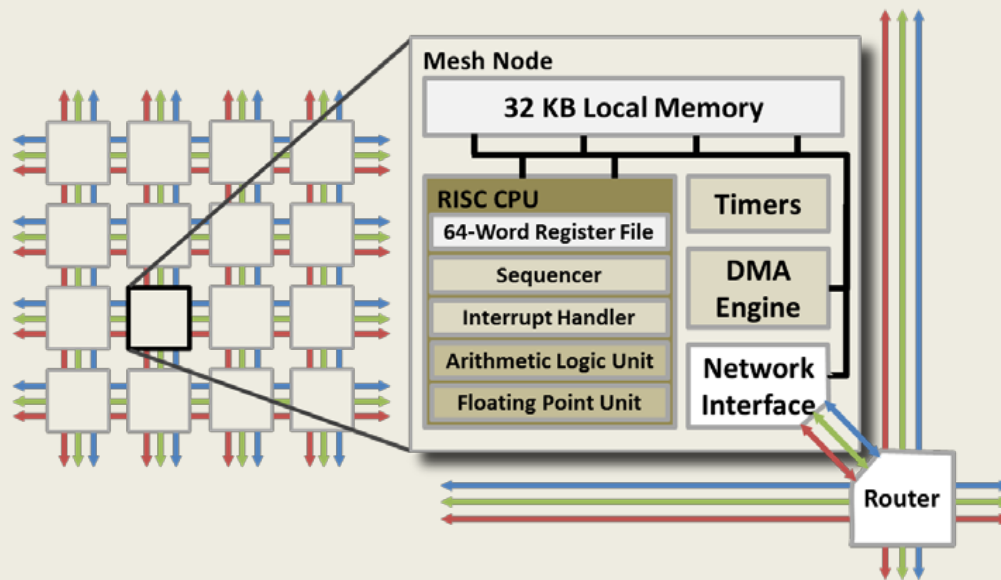 Mesh Node
32 KB Local Memory
RISC CPU
64-Word Register File
Sequencer
Interrupt Handler
Arithmetic Logic Unit
Floating Point Unit
Timers
DMA
Engine
Network
Interface
Router